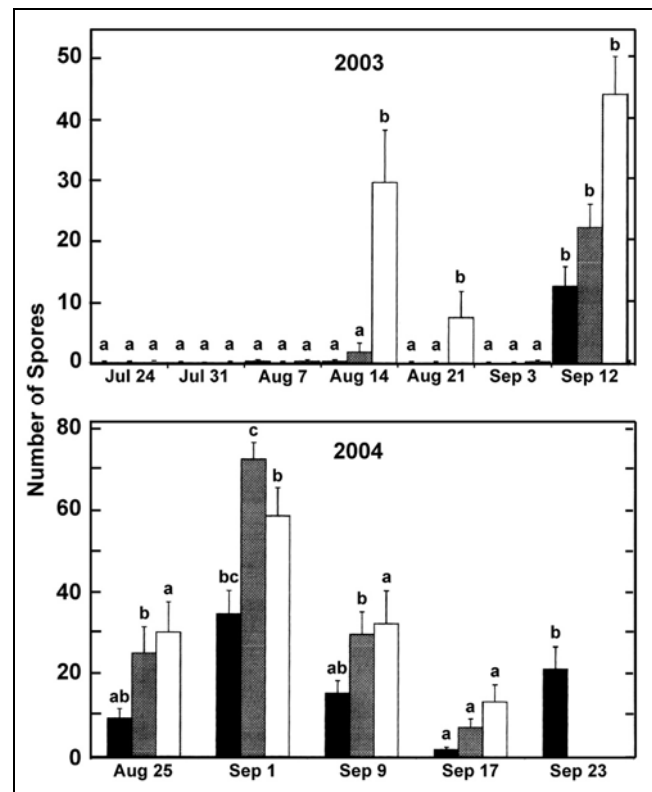 Number of Spores
2003
50
40
30
20
10
0
a a a a a a a a a a a b a a b a a a b b b
Jul 24 Jul 31 Aug 7 Aug 14 Aug 21 Sep 3 Sep 12
2004
80
60
40
20
0
ab b a bc c b ab b a a a a b
Aug 25 Sep 1 Sep 9 Sep 17 Sep 23